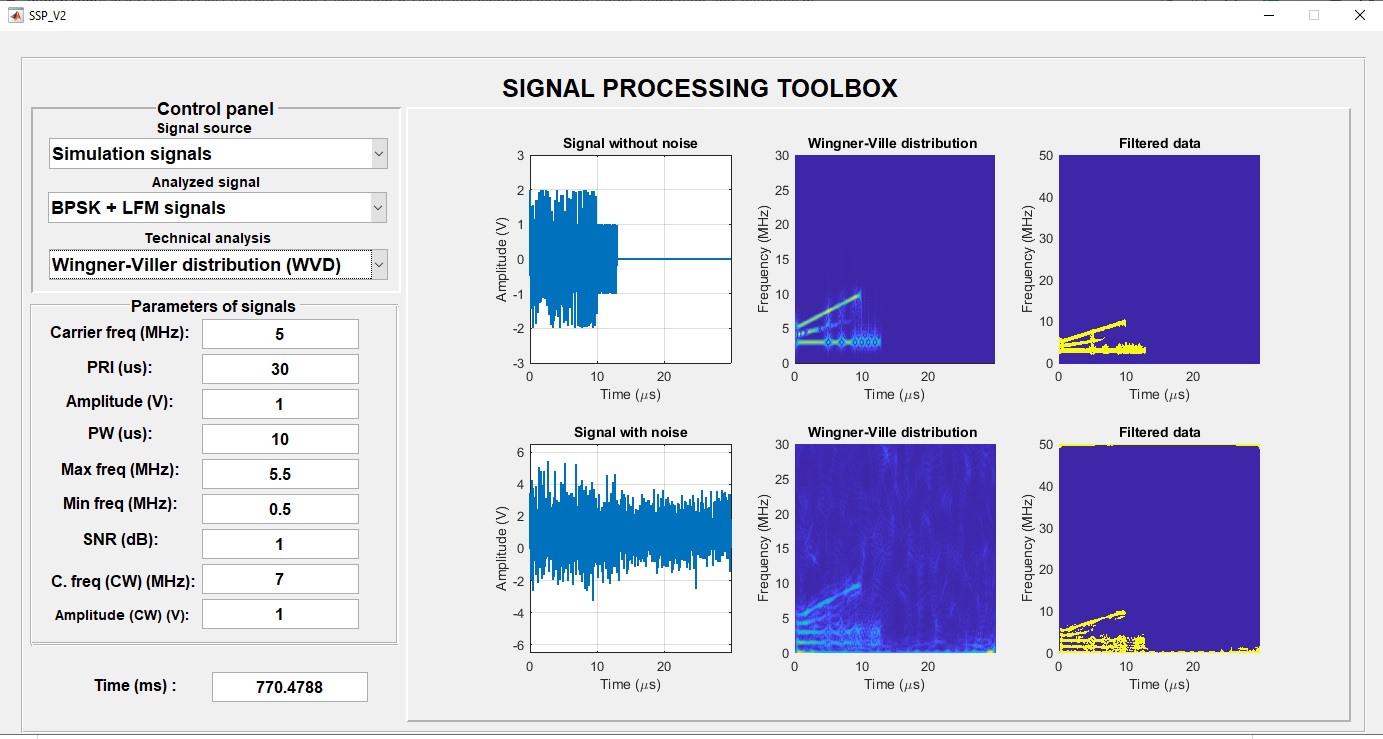 SSP_V2
SIGNAL PROCESSING TOOLBOX
Control panel
Signal source
Simulation signals
Analyzed signal
BPSK + LFM signals
Technical analysis
Wingner-Viller distribution (WVD)
Parameters of signals
Carrier freq (MHz): 5
PRI (us): 30
Amplitude (V): 1
PW (us): 10
Max freq (MHz): 5.5
Min freq (MHz): 0.5
SNR (dB): 1
C. freq (CW) (MHz): 7
Amplitude (CW) (V): 1
Time (ms) : 770.4788
Signal without noise
3
2
1
0
-1
-2
-3
Amplitude (V)
0 10 20
Time (μs)
Wingner-Ville distribution
30
25
20
15
10
5
0
Frequency (MHz)
0 10 20
Time (μs)
Filtered data
50
40
30
20
10
0
Frequency (MHz)
0 10 20
Time (μs)
Signal with noise
6
4
2
0
-2
-4
-6
Amplitude (V)
0 10 20
Time (μs)
Wingner-Ville distribution
30
25
20
15
10
5
0
Frequency (MHz)
0 10 20
Time (μs)
Filtered data
50
40
30
20
10
0
Frequency (MHz)
0 10 20
Time (μs)